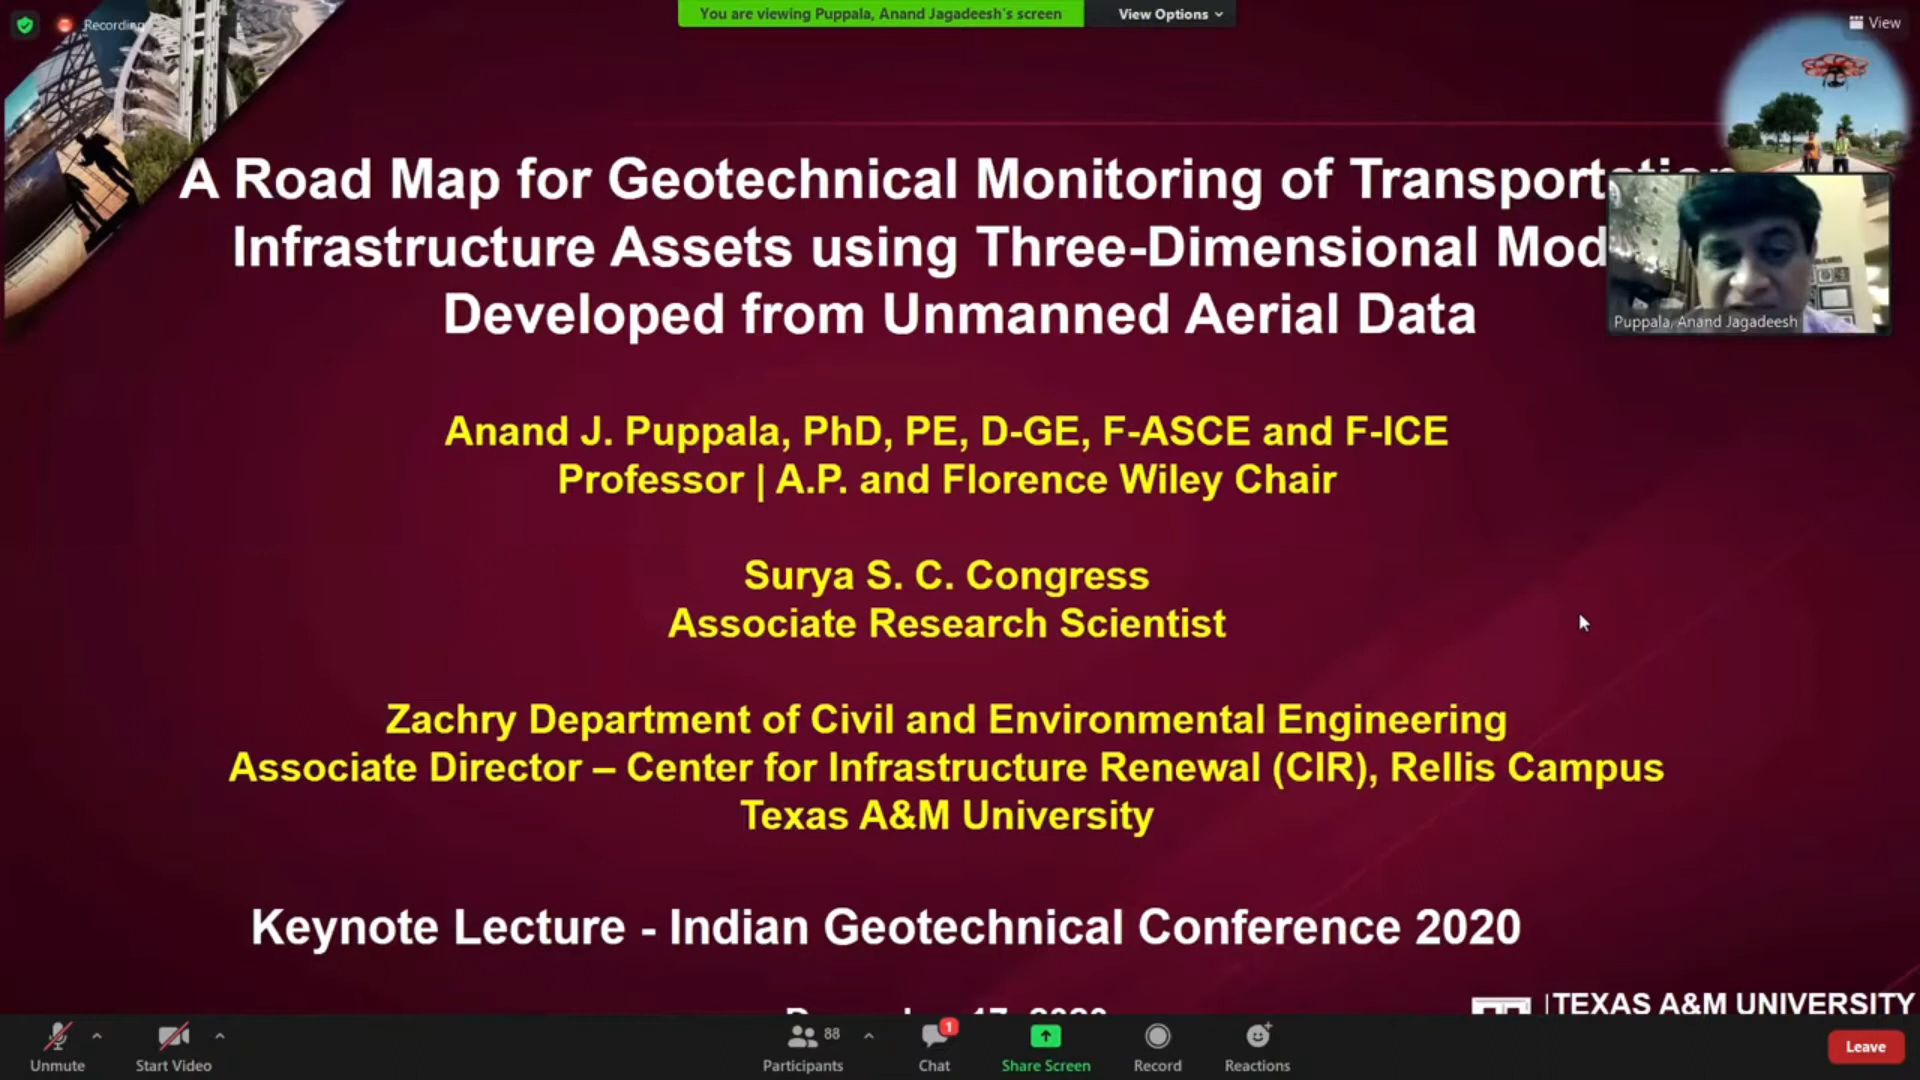 Recording
You are viewing Puppala, Anand Jagadeesh's screen
View Options
View
A Road Map for Geotechnical Monitoring of Transportation
Infrastructure Assets using Three-Dimensional Mod
Developed from Unmanned Aerial Data
Puppala, Anand Jagadeesh
Anand J. Puppala, PhD, PE, D-GE, F-ASCE and F-ICE
Professor | A.P. and Florence Wiley Chair
Surya S. C. Congress
Associate Research Scientist
Zachry Department of Civil and Environmental Engineering
Associate Director – Center for Infrastructure Renewal (CIR), Rellis Campus
Texas A&M University
Keynote Lecture - Indian Geotechnical Conference 2020
December 17, 2020
TEXAS A&M UNIVERSITY
Unmute
Start Video
88
Participants
1
Chat
Share Screen
Record
Reactions
Leave